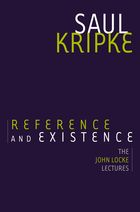 SAUL
KRIPKE
REFERENCE
AND EXISTENCE
THE
JOHN LOCKE
LECTURES